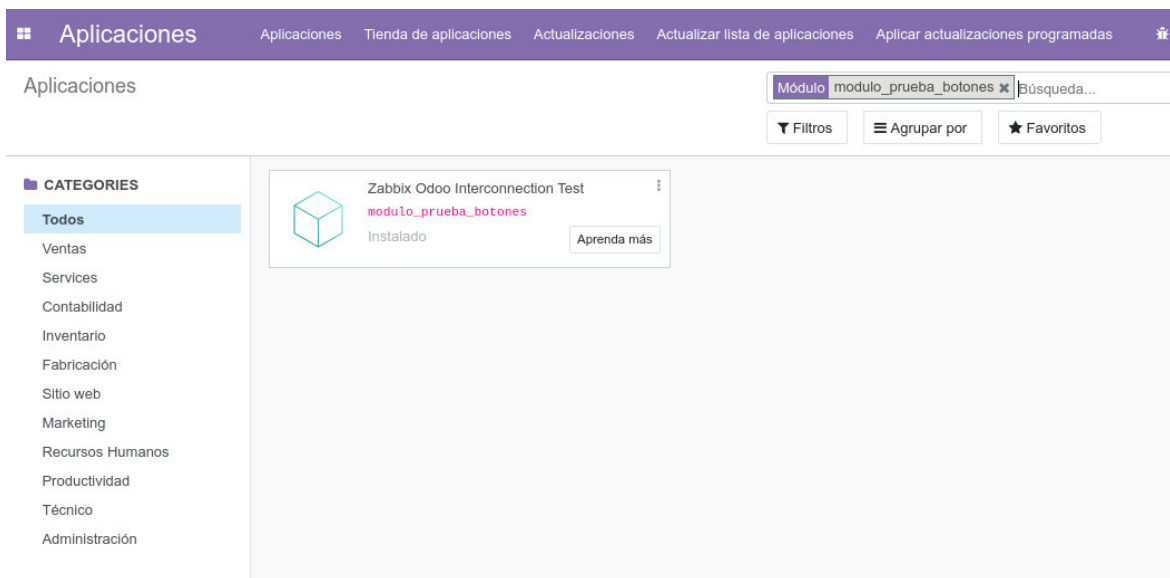 Aplicaciones
Aplicaciones Tienda de aplicaciones Actualizaciones Actualizar lista de aplicaciones Aplicar actualizaciones programadas
Aplicaciones
Módulo modulo_prueba_botones Búsqueda...
Filtros Agrupar por Favoritos
CATEGORIES
Todos
Ventas
Services
Contabilidad
Inventario
Fabricación
Sitio web
Marketing
Recursos Humanos
Productividad
Técnico
Administración
Zabbix Odoo Interconnection Test
modulo_prueba_botones
Instalado
Aprenda más